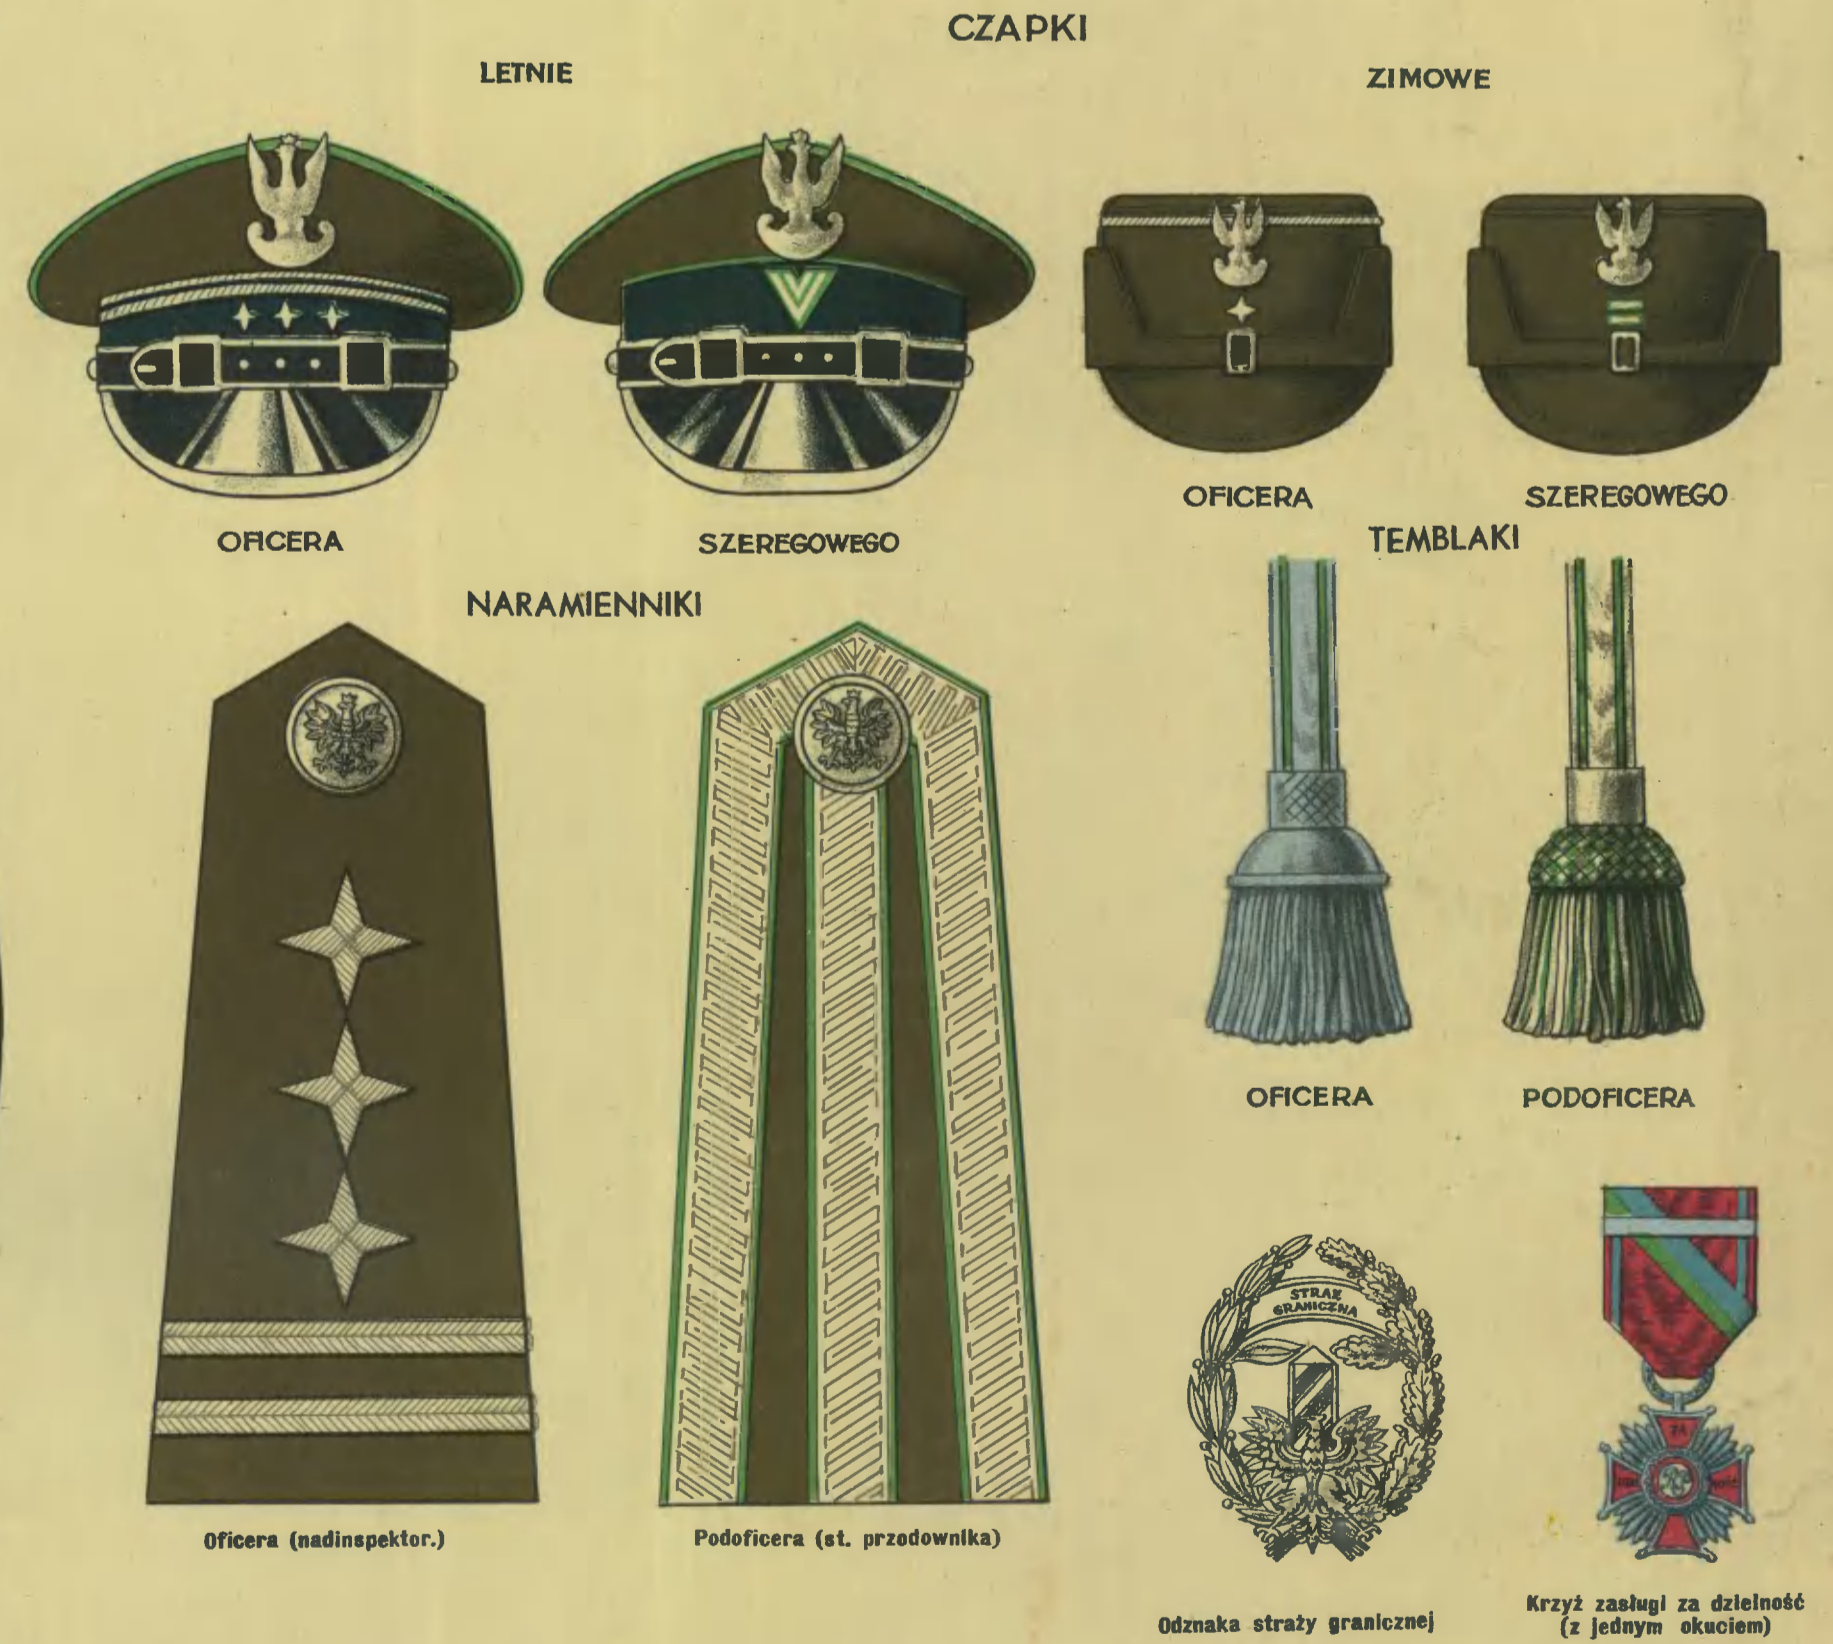 CZAPKI
LETNIE
ZIMOWE
OFICERA
SZEREGOWEGO
OFICERA
SZEREGOWEGO
TEMBLAKI
NARAMIENNIKI
OFICERA
PODOFICERA
STRAŻ
GRANICZNA
ZA
Oficera (nadinspektor.)
Podoficera (st. przodownika)
Odznaka straży granicznej
Krzyż zasługi za dzielność
(z jednym okuciem)